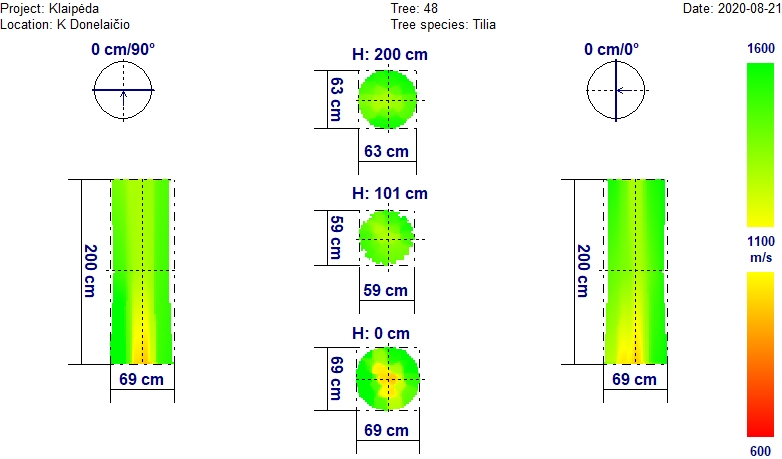 Project: Klaipėda Tree: 48 Date: 2020-08-21
Location: K Donelaičio Tree species: Tilia
0 cm/90° H: 200 cm 0 cm/0° 1600
63 cm
63 cm
H: 101 cm
59 cm
59 cm
200 cm
200 cm
1100
m/s
H: 0 cm
69 cm
69 cm
69 cm
69 cm
600